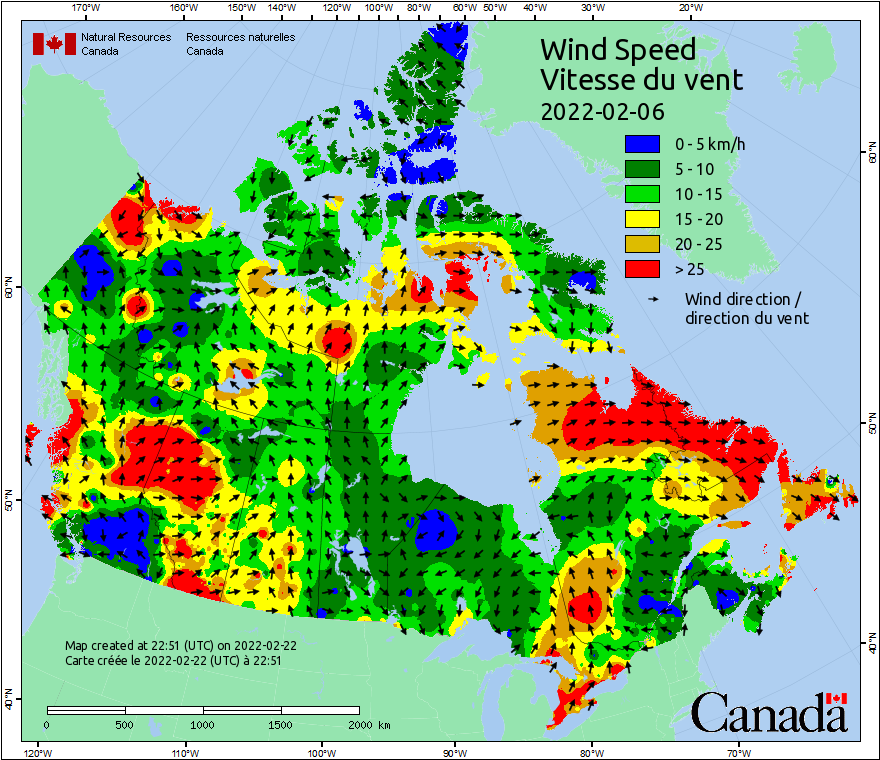 170°W 160°W 150°W 140°W 130°W 120°W 110°W 100°W 90°W 80°W 70°W 60°W 50°W 40°W 30°W 20°W
Natural Resources Ressources naturelles
Canada Canada
Wind Speed
Vitesse du vent
2022-02-06
0 - 5 km/h
5 - 10
10 - 15
15 - 20
20 - 25
> 25
Wind direction /
direction du vent
60°N
60°N
50°N
50°N
40°N
40°N
Map created at 22:51 (UTC) on 2022-02-22
Carte créée le 2022-02-22 (UTC) à 22:51
0 500 1000 1500 2000 km
Canada
120°W 110°W 100°W 90°W 80°W 70°W